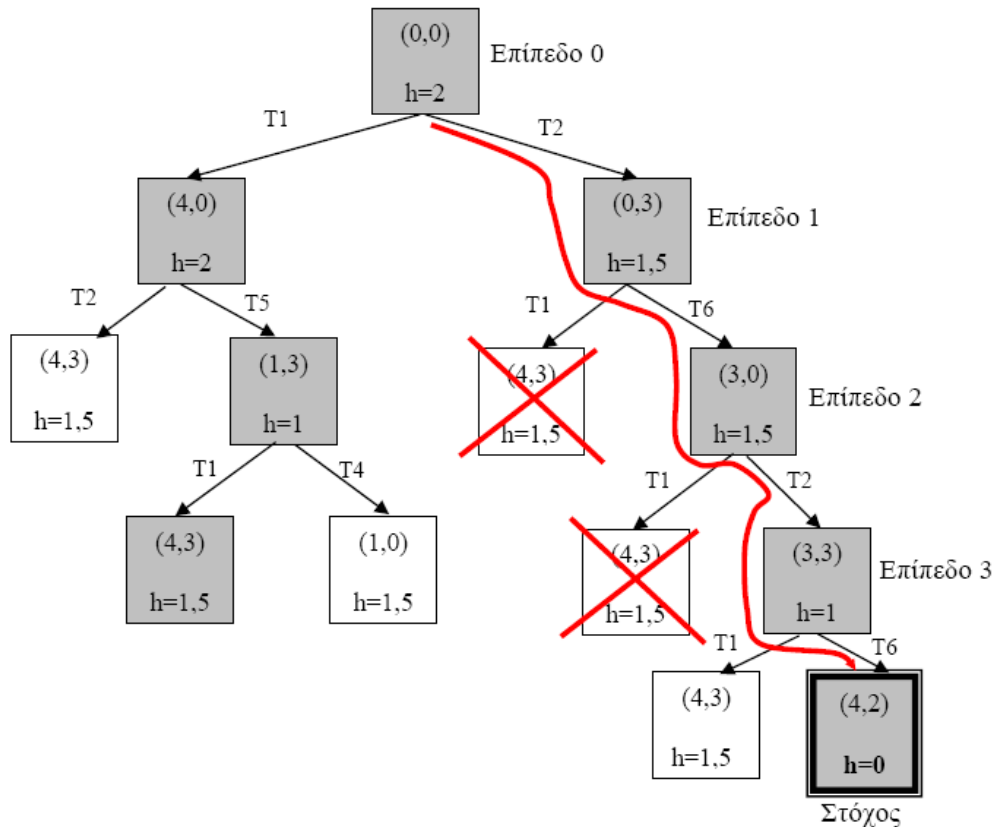 (0,0)
h=2
Επίπεδο 0
T1
T2
(4,0)
h=2
(0,3)
h=1,5
Επίπεδο 1
T2
T5
T1
T6
(4,3)
h=1,5
(1,3)
h=1
(4,3)
h=1,5
(3,0)
h=1,5
Επίπεδο 2
T1
T4
T1
T2
(4,3)
h=1,5
(1,0)
h=1,5
(4,3)
h=1,5
(3,3)
h=1
Επίπεδο 3
T1
T6
(4,3)
h=1,5
(4,2)
h=0
Στόχος